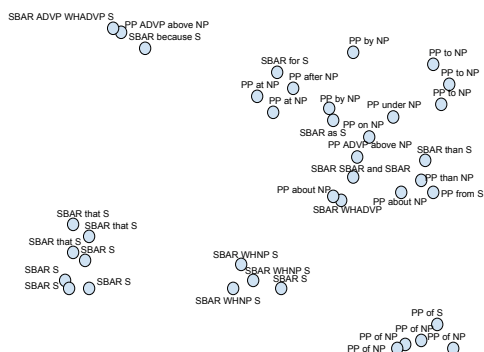 SBAR ADVP WHADVP S
PP ADVP above NP
SBAR because S
PP by NP
PP to NP
SBAR for S
PP to NP
PP after NP
PP at NP
PP to NP
PP at NP
PP by NP
PP under NP
PP on NP
SBAR as S
PP ADVP above NP
SBAR than S
SBAR SBAR and SBAR
PP than NP
PP about NP
PP from S
PP about NP
SBAR WHADVP
SBAR that S
SBAR that S
SBAR that S
SBAR S
SBAR S
SBAR S
SBAR S
SBAR WHNP S
SBAR WHNP S
SBAR S
SBAR WHNP S
PP of S
PP of NP
PP of NP
PP of NP
PP of NP